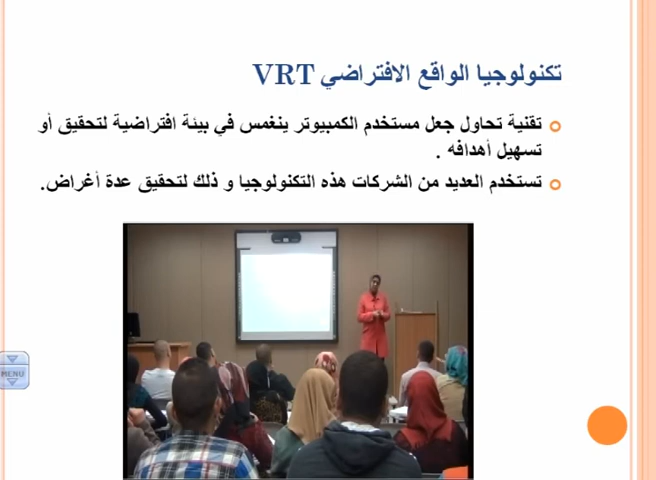 تكنولوجيا الواقع الافتراضي VRT
تقنية تحاول جعل مستخدم الكمبيوتر ينغمس في بيئة افتراضية لتحقيق أو
تسهيل أهدافه .
تستخدم العديد من الشركات هذه التكنولوجيا و ذلك لتحقيق عدة أغراض.
MENU